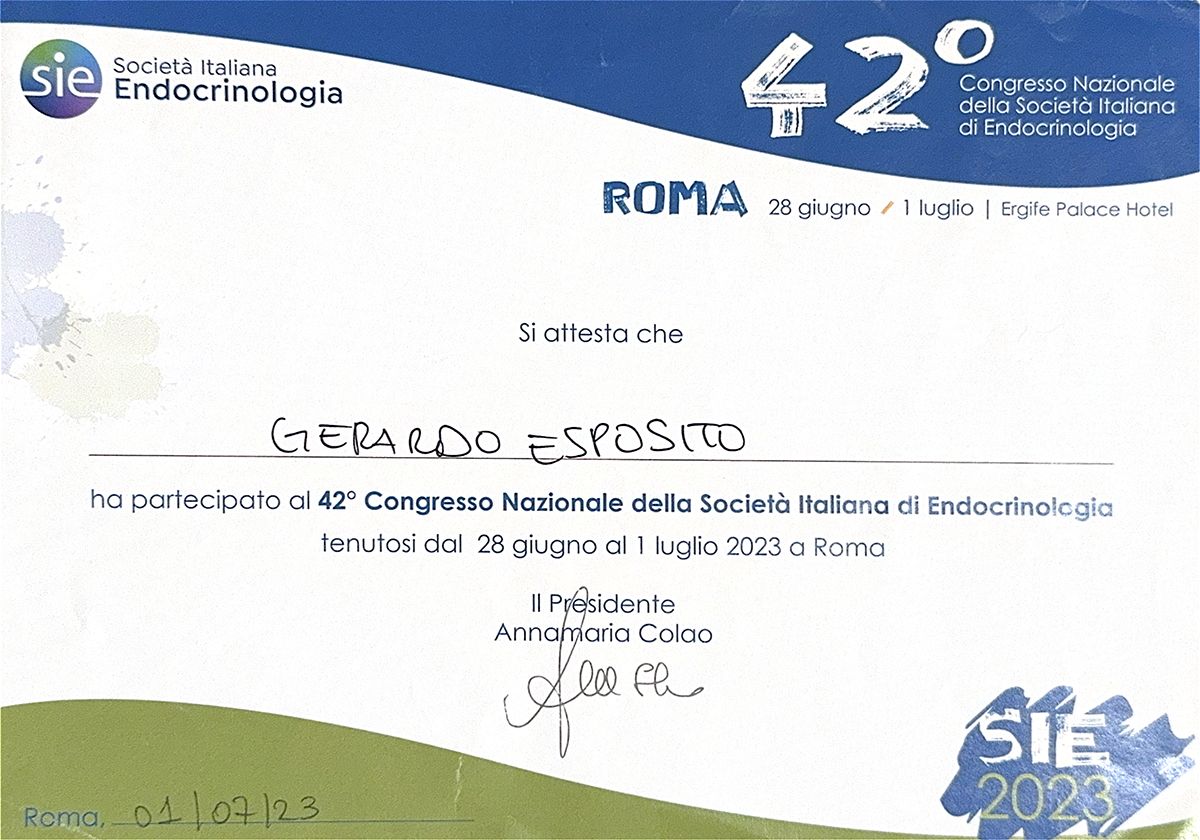 sie Società Italiana
Endocrinologia
42°
Congresso Nazionale
della Società Italiana
di Endocrinologia
ROMA 28 giugno / 1 luglio | Ergife Palace Hotel
Si attesta che
GERARDO ESPOSITO
ha partecipato al 42° Congresso Nazionale della Società Italiana di Endocrinologia
tenutosi dal 28 giugno al 1 luglio 2023 a Roma
Il Presidente
Annamaria Colao
SIE
2023
Roma, 01/07/23